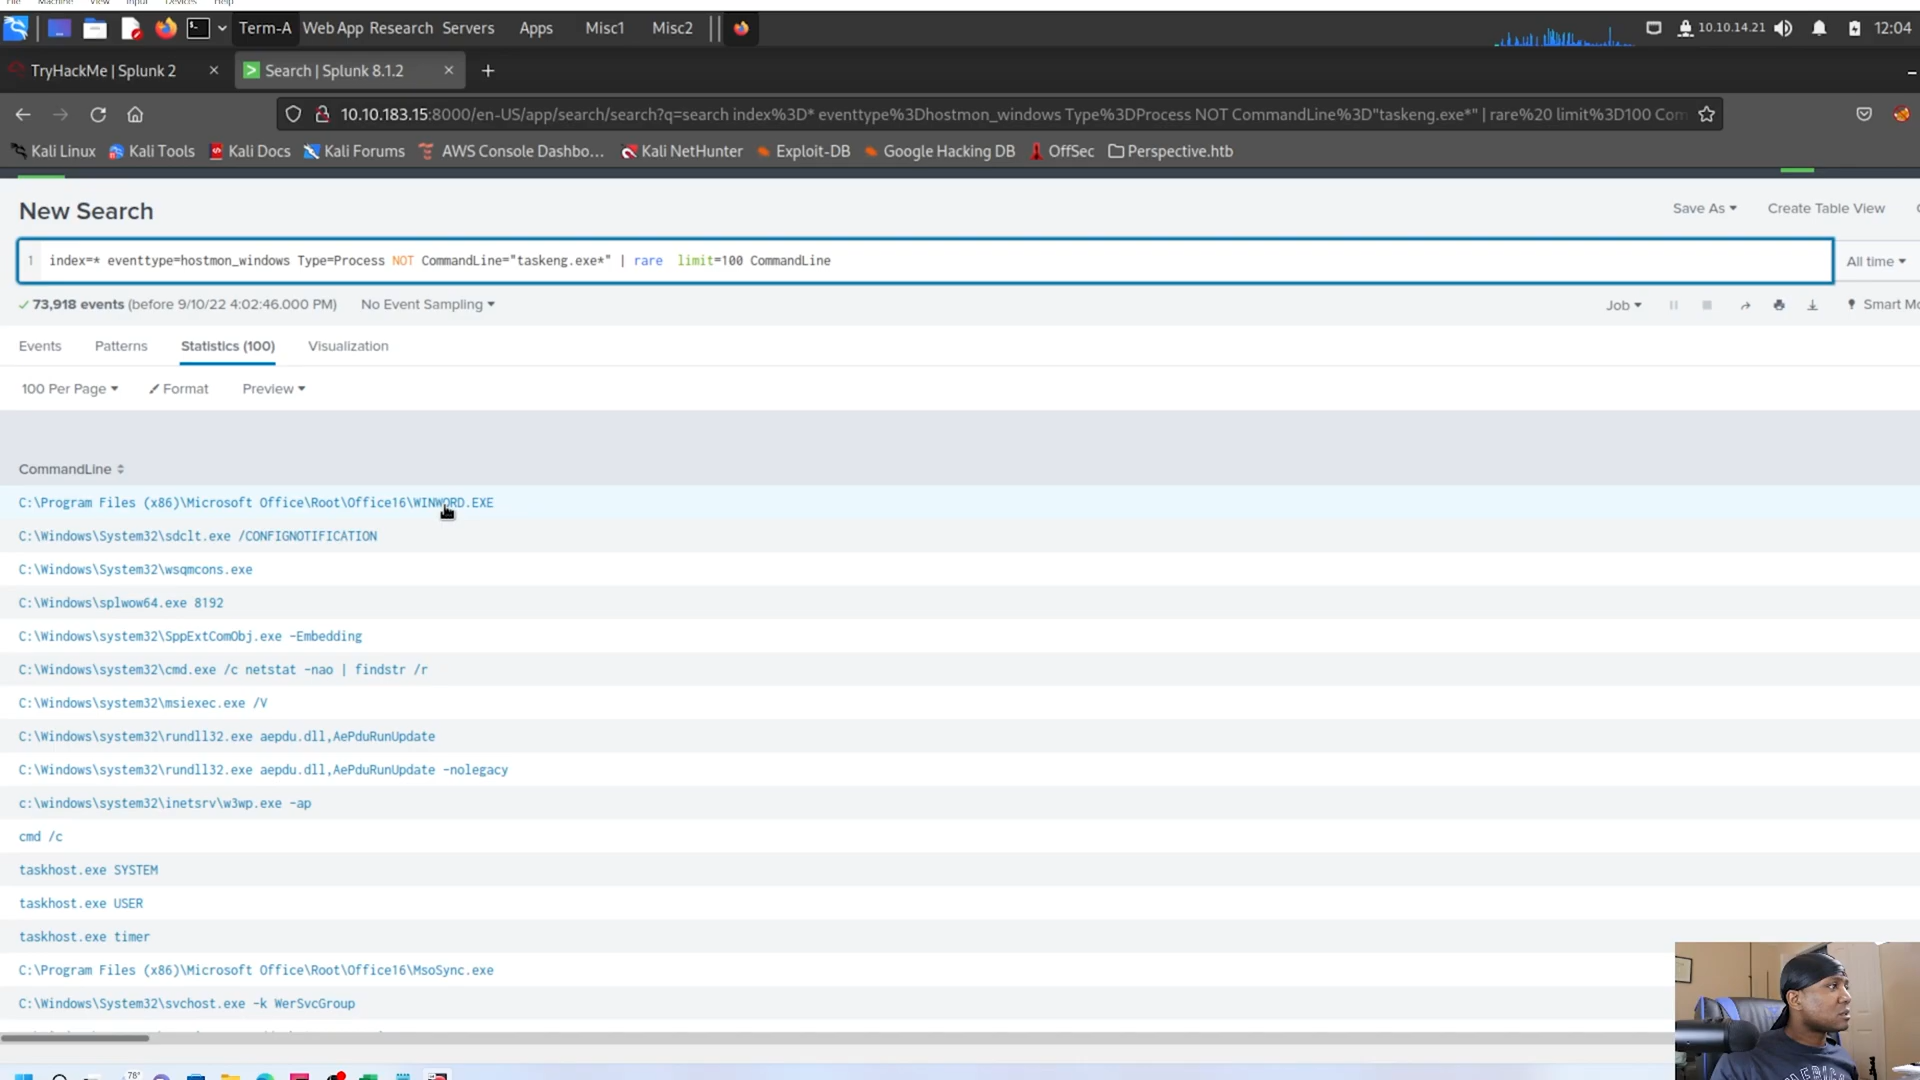 File Machine View Input Devices Help
Term-A Web App Research Servers Apps Misc1 Misc2 10.10.14.21 12:04
TryHackMe | Splunk 2 Search | Splunk 8.1.2
10.10.183.15:8000/en-US/app/search/search?q=search index%3D* eventtype%3Dhostmon_windows Type%3DProcess NOT CommandLine%3D"taskeng.exe*" | rare%20 limit%3D100 Com
Kali Linux Kali Tools Kali Docs Kali Forums AWS Console Dashbo... Kali NetHunter Exploit-DB Google Hacking DB OffSec Perspective.htb
New Search
Save As Create Table View
1 index=* eventtype=hostmon_windows Type=Process NOT CommandLine="taskeng.exe*" | rare  limit=100 CommandLine
All time
73,918 events (before 9/10/22 4:02:46.000 PM) No Event Sampling
Job Smart Mo
Events Patterns Statistics (100) Visualization
100 Per Page Format Preview
CommandLine
C:\Program Files (x86)\Microsoft Office\Root\Office16\WINWORD.EXE
C:\Windows\System32\sdclt.exe /CONFIGNOTIFICATION
C:\Windows\System32\wsqmcons.exe
C:\Windows\splwow64.exe 8192
C:\Windows\system32\SppExtComObj.exe -Embedding
C:\Windows\system32\cmd.exe /c netstat -nao | findstr /r
C:\Windows\system32\msiexec.exe /V
C:\Windows\system32\rundll32.exe aepdu.dll,AePduRunUpdate
C:\Windows\system32\rundll32.exe aepdu.dll,AePduRunUpdate -nolegacy
c:\windows\system32\inetsrv\w3wp.exe -ap
cmd /c
taskhost.exe SYSTEM
taskhost.exe USER
taskhost.exe timer
C:\Program Files (x86)\Microsoft Office\Root\Office16\MsoSync.exe
C:\Windows\System32\svchost.exe -k WerSvcGroup
78°